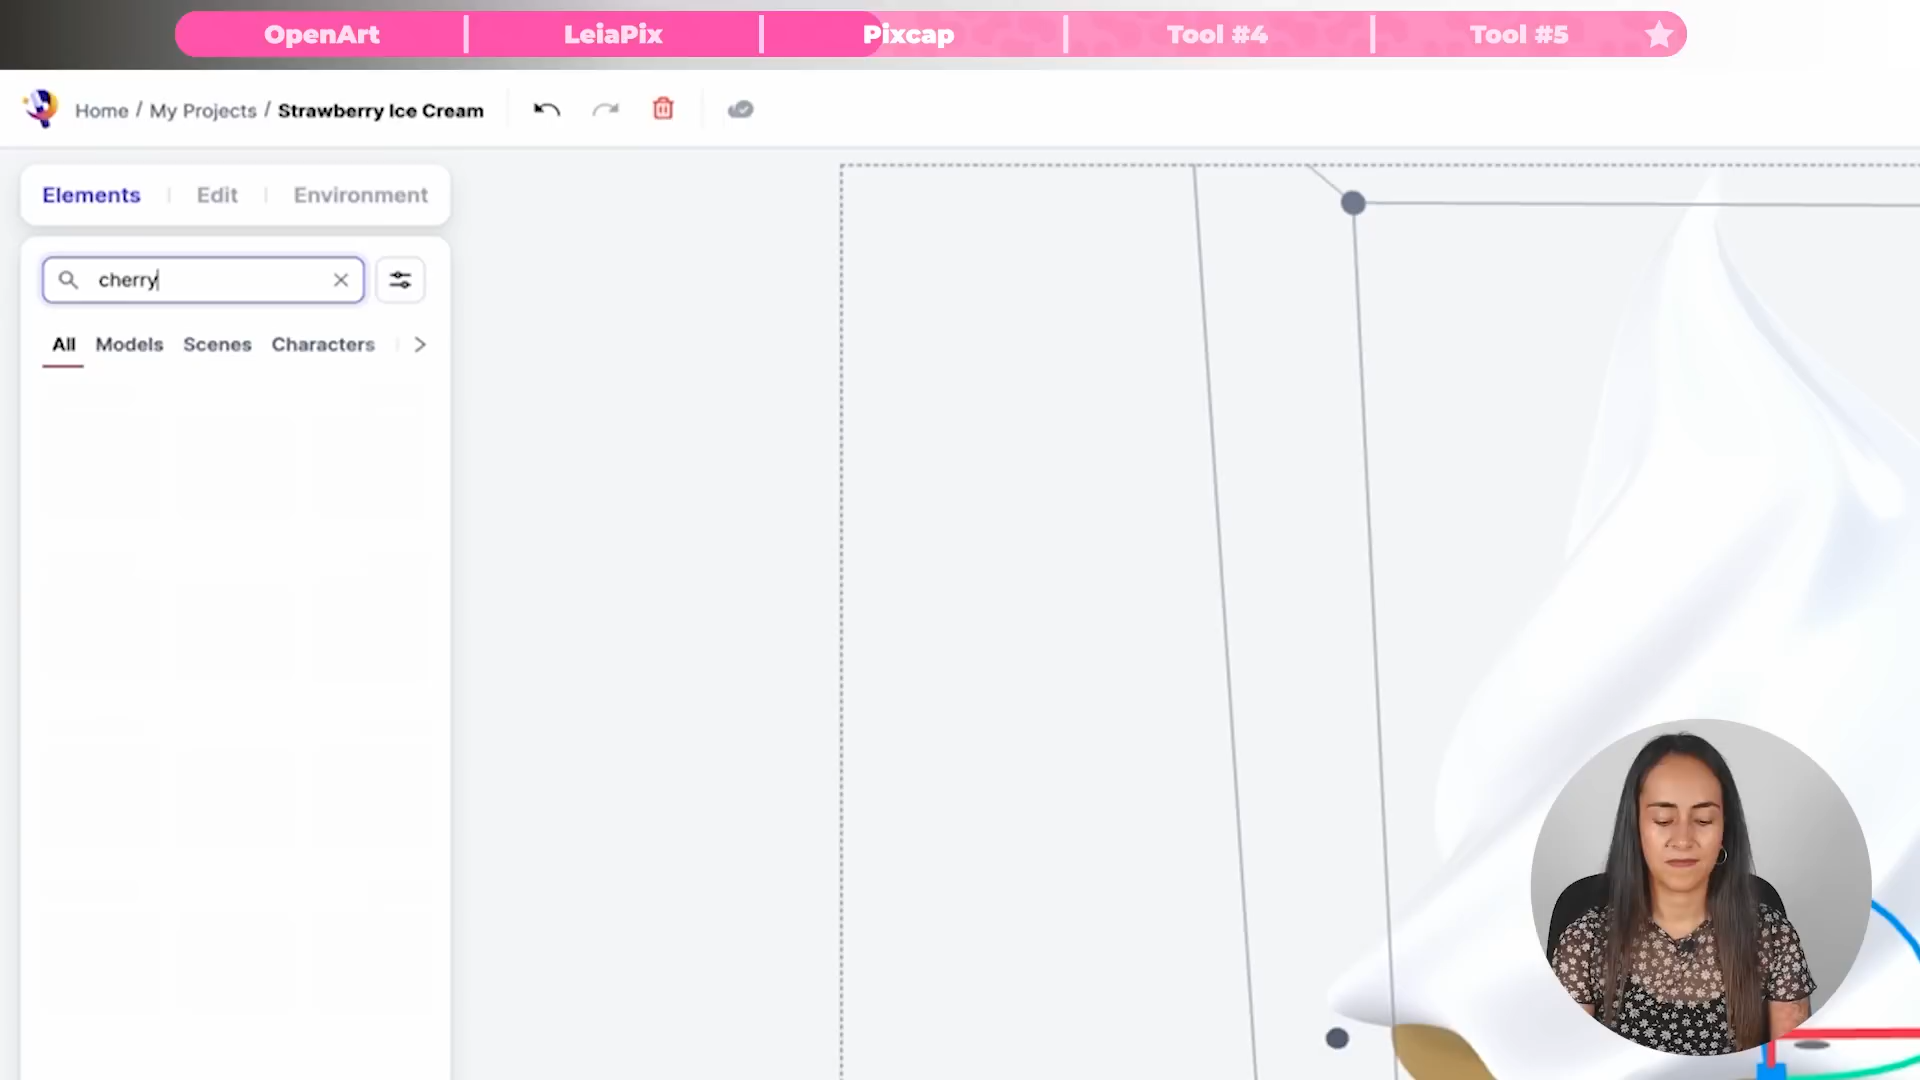 OpenArt LeiaPix Pixcap Tool #4 Tool #5
Home / My Projects / Strawberry Ice Cream
Elements Edit Environment
cherry
All Models Scenes Characters